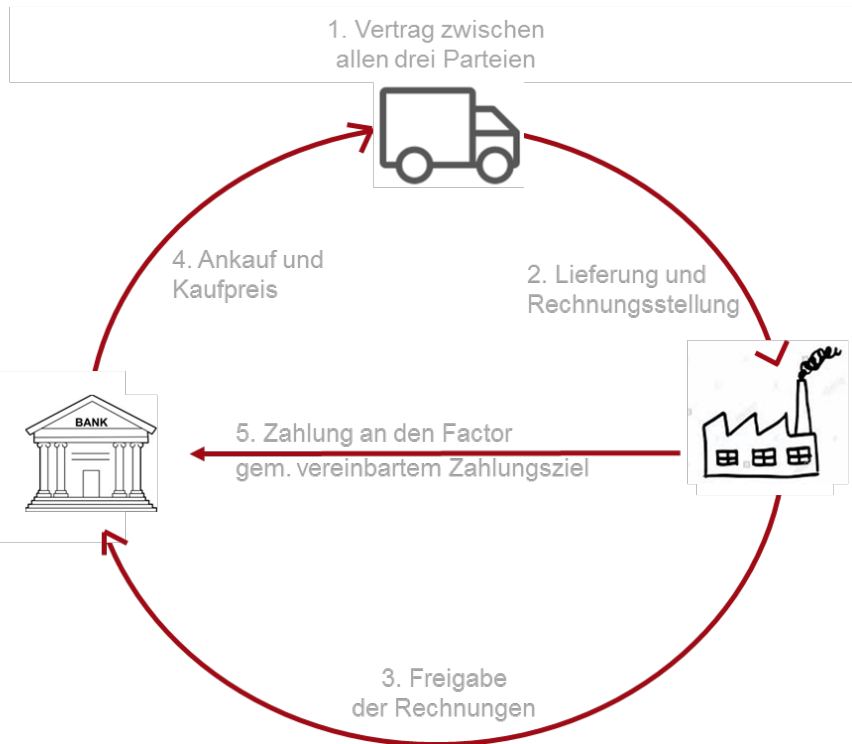 1. Vertrag zwischen
allen drei Parteien
4. Ankauf und
Kaufpreis
2. Lieferung und
Rechnungsstellung
BANK
5. Zahlung an den Factor
gem. vereinbartem Zahlungsziel
3. Freigabe
der Rechnungen